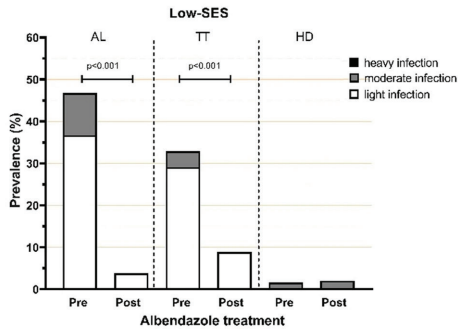 Low-SES
AL TT HD
p<0.001 p<0.001
heavy infection
moderate infection
light infection
60
50
40
30
20
10
0
Prevalence (%)
Pre Post Pre Post Pre Post
Albendazole treatment